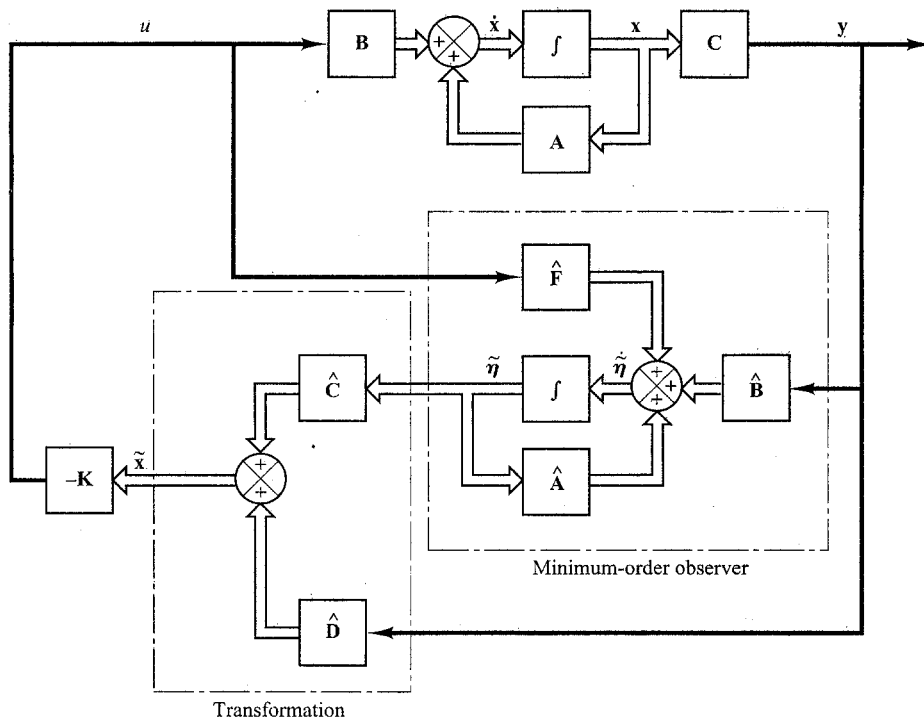 u
B
+
+
ẋ
∫
x
C
y
A
F̂
Ĉ
η̃
∫
η̃̇
+
+
+
B̂
-K
x̃
+
+
Â
Minimum-order observer
D̂
Transformation